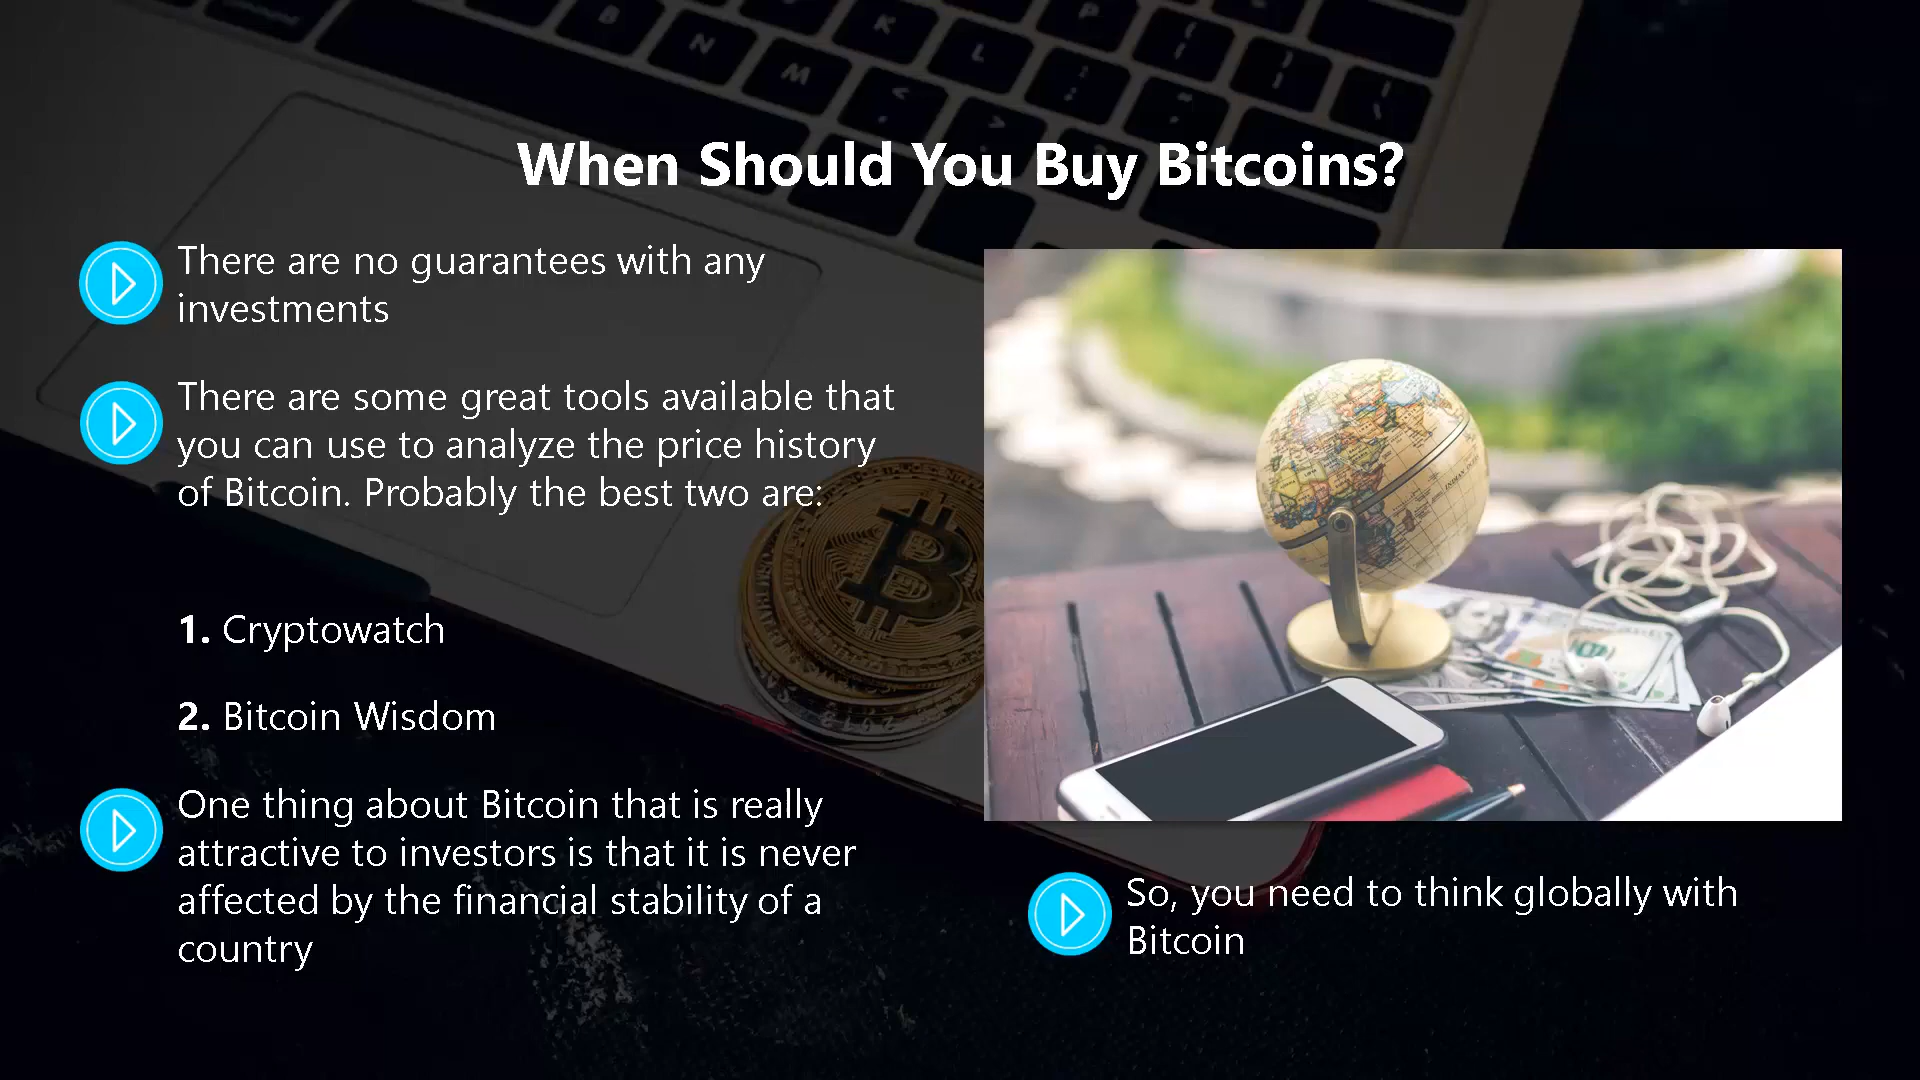 When Should You Buy Bitcoins?
There are no guarantees with any
investments
There are some great tools available that
you can use to analyze the price history
of Bitcoin. Probably the best two are:
1. Cryptowatch
2. Bitcoin Wisdom
One thing about Bitcoin that is really
attractive to investors is that it is never
affected by the financial stability of a
country
So, you need to think globally with
Bitcoin